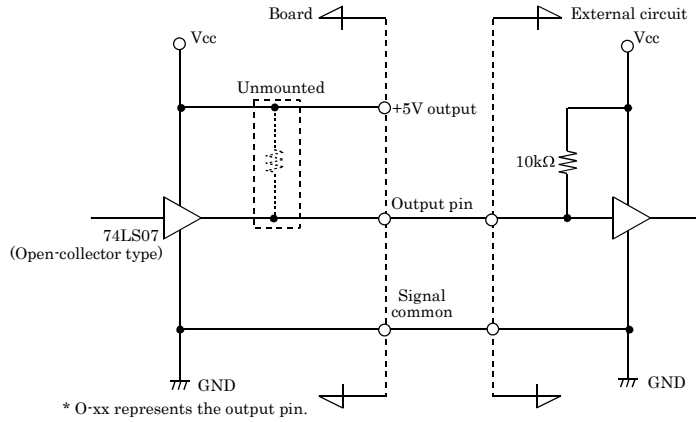 Board
External circuit
Vcc
Vcc
Unmounted
+5V output
10kΩ
Output pin
74LS07
(Open-collector type)
Signal
common
GND
GND
* O-xx represents the output pin.